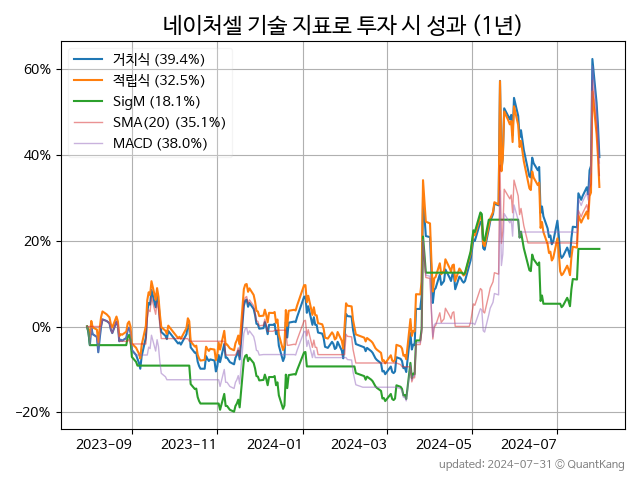 네이처셀 기술 지표로 투자 시 성과 (1년)
거치식 (39.4%)
적립식 (32.5%)
SigM (18.1%)
SMA(20) (35.1%)
MACD (38.0%)
60%
40%
20%
0%
−20%
2023-09 2023-11 2024-01 2024-03 2024-05 2024-07
updated: 2024-07-31 © QuantKang